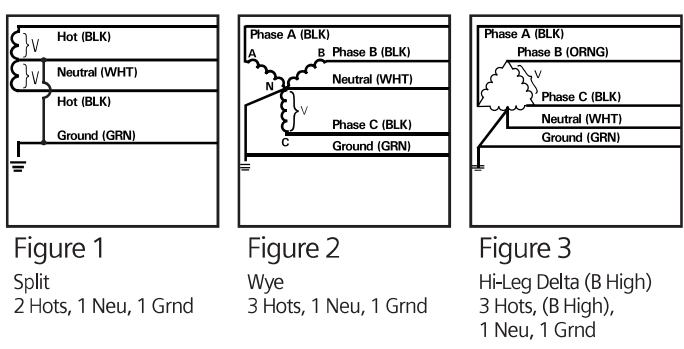 Hot (BLK)
V
Neutral (WHT)
V
Hot (BLK)
Ground (GRN)
Figure 1
Split
2 Hots, 1 Neu, 1 Grnd
Phase A (BLK)
A
B
Phase B (BLK)
N
Neutral (WHT)
V
Phase C (BLK)
C
Ground (GRN)
Figure 2
Wye
3 Hots, 1 Neu, 1 Grnd
Phase A (BLK)
Phase B (ORNG)
V
Phase C (BLK)
Neutral (WHT)
Ground (GRN)
Figure 3
Hi-Leg Delta (B High)
3 Hots, (B High),
1 Neu, 1 Grnd